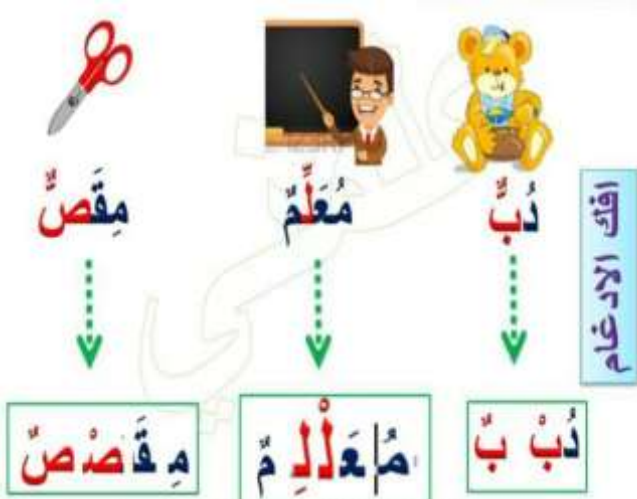 افك الادغام
دُبٌّ مُعَلِّمٌ مِقَصٌّ
دُبْ بٌ مُعَلْلِمٌ مِقَصْصٌ